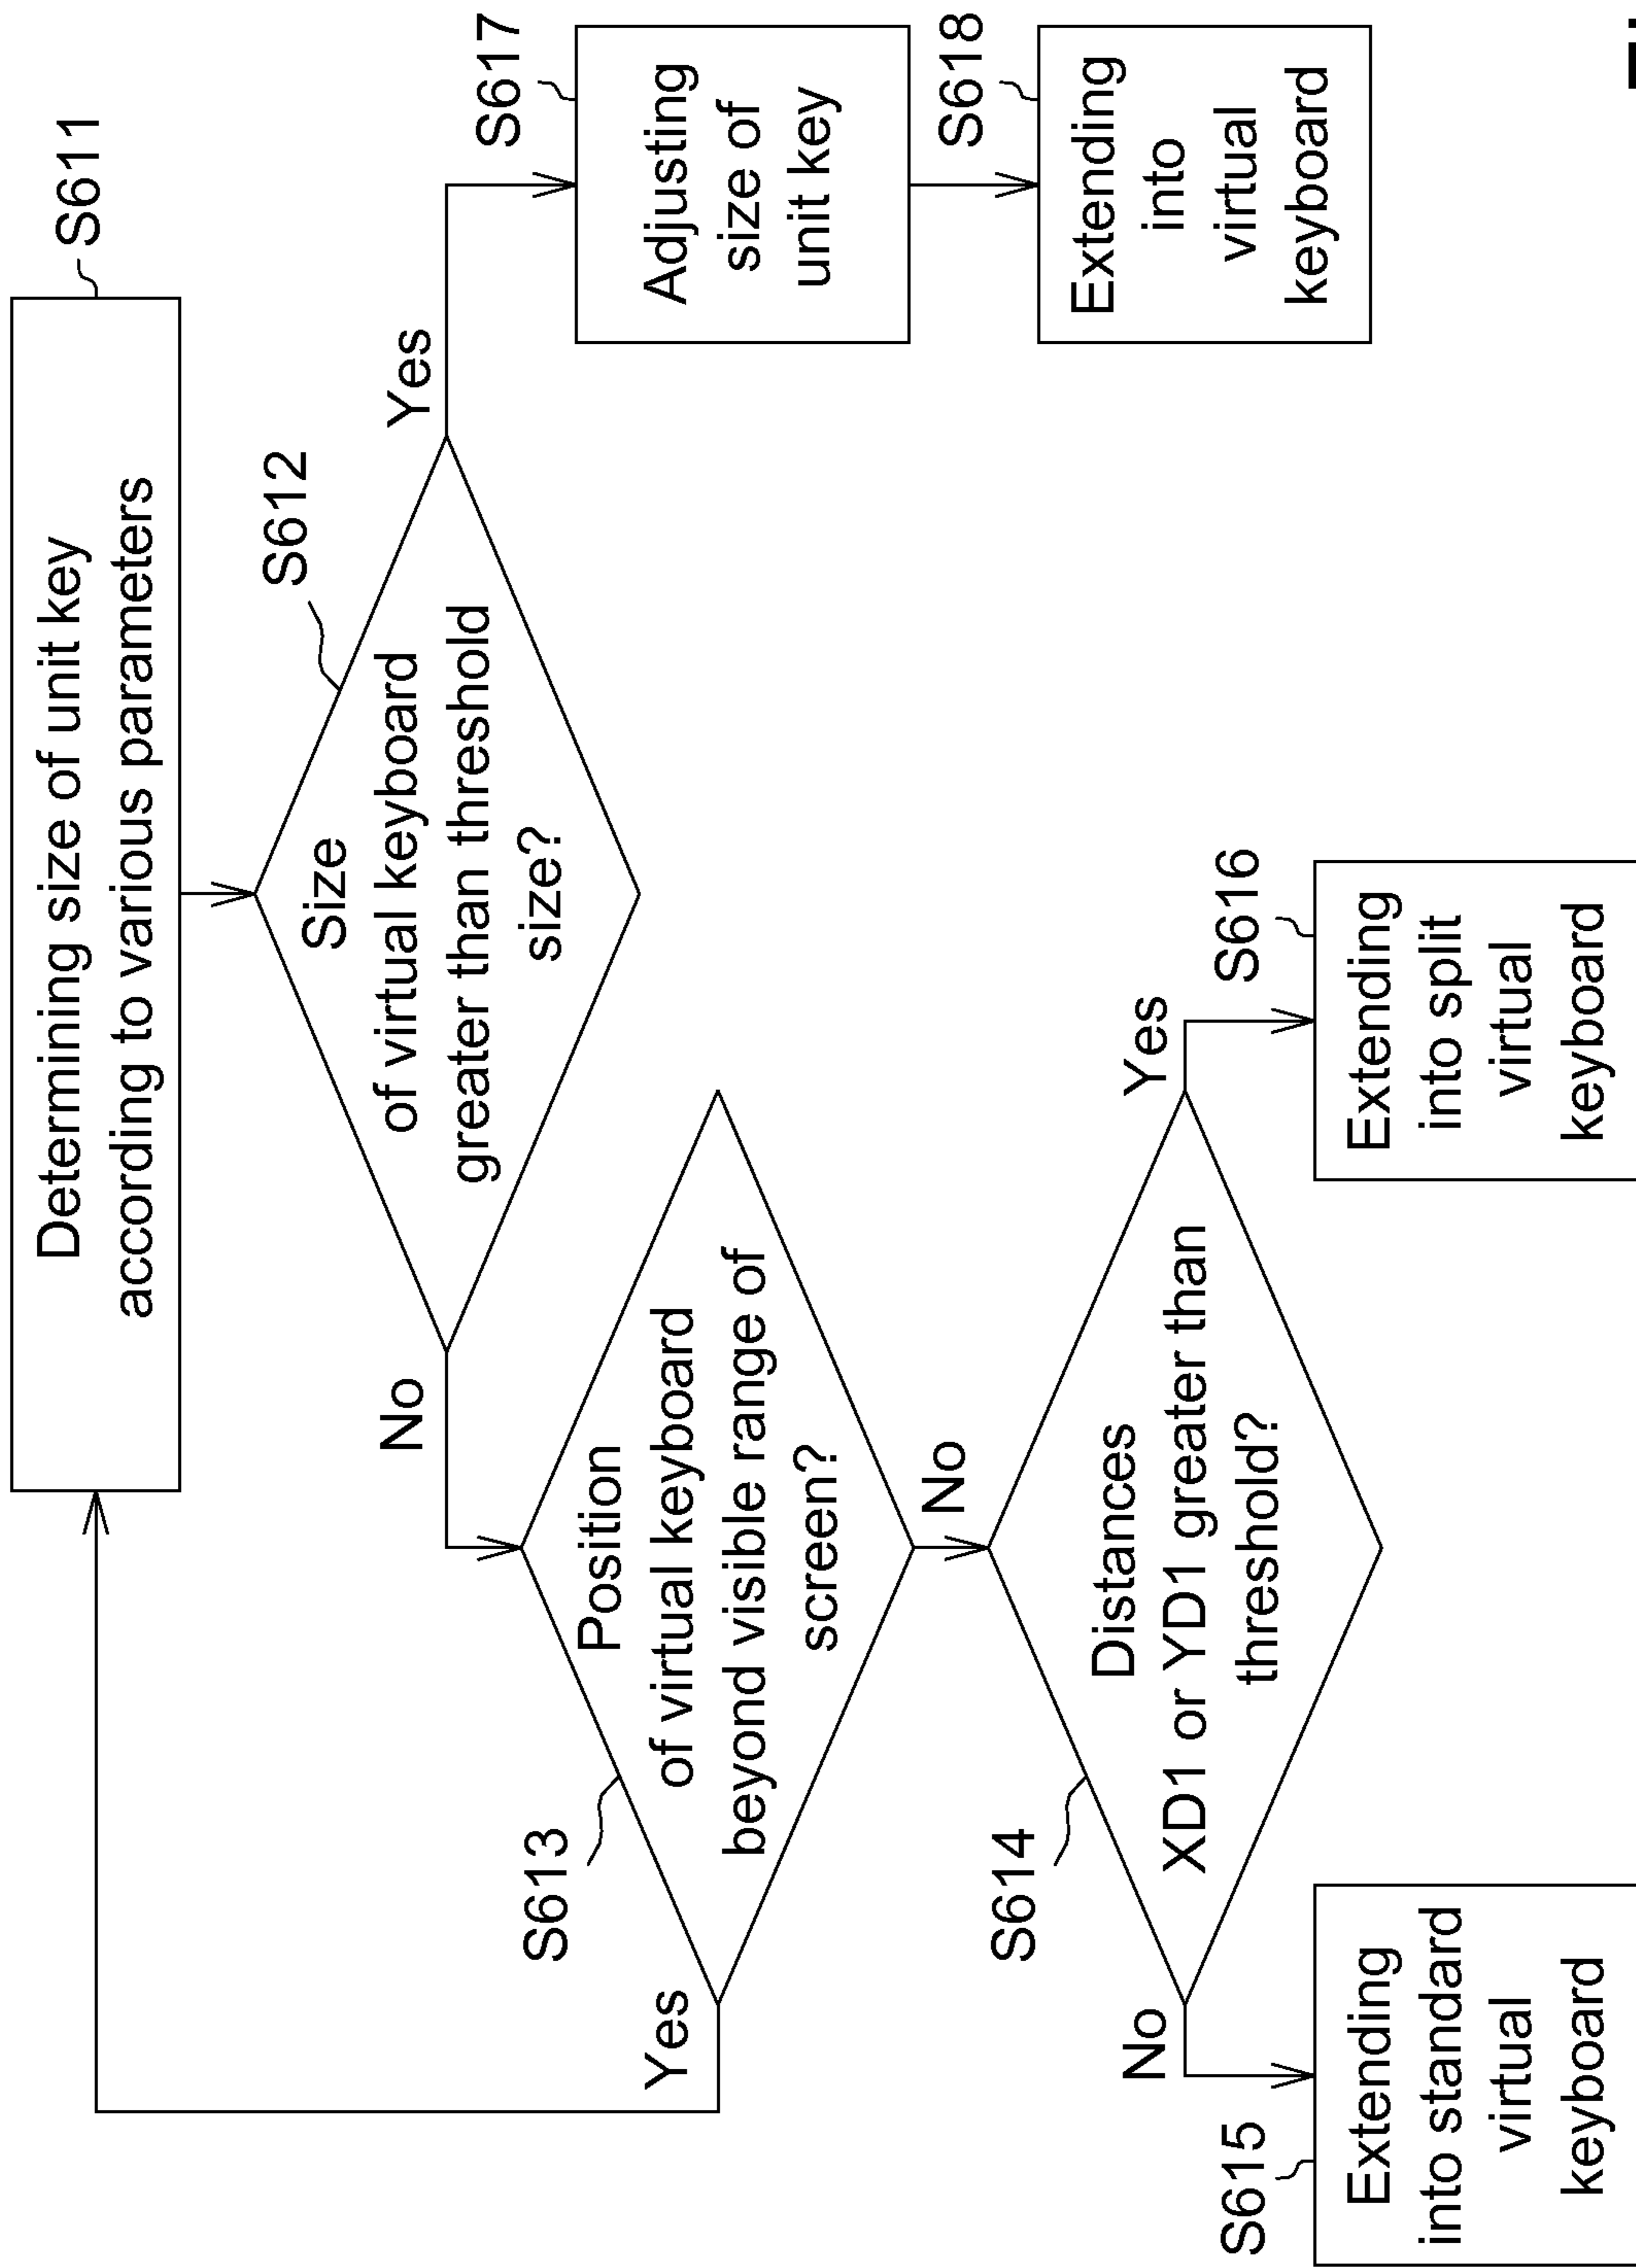 S611
Determining size of unit key
according to various parameters
S612
Size
of virtual keyboard
greater than threshold
size?
No
Yes
S613
Position
of virtual keyboard
beyond visible range of
screen?
Yes
No
S617
Adjusting
size of
unit key
S618
Extending
into
virtual
keyboard
S614
Distances
XD1 or YD1 greater than
threshold?
No
Yes
S615
Extending
into standard
virtual
keyboard
S616
Extending
into split
virtual
keyboard